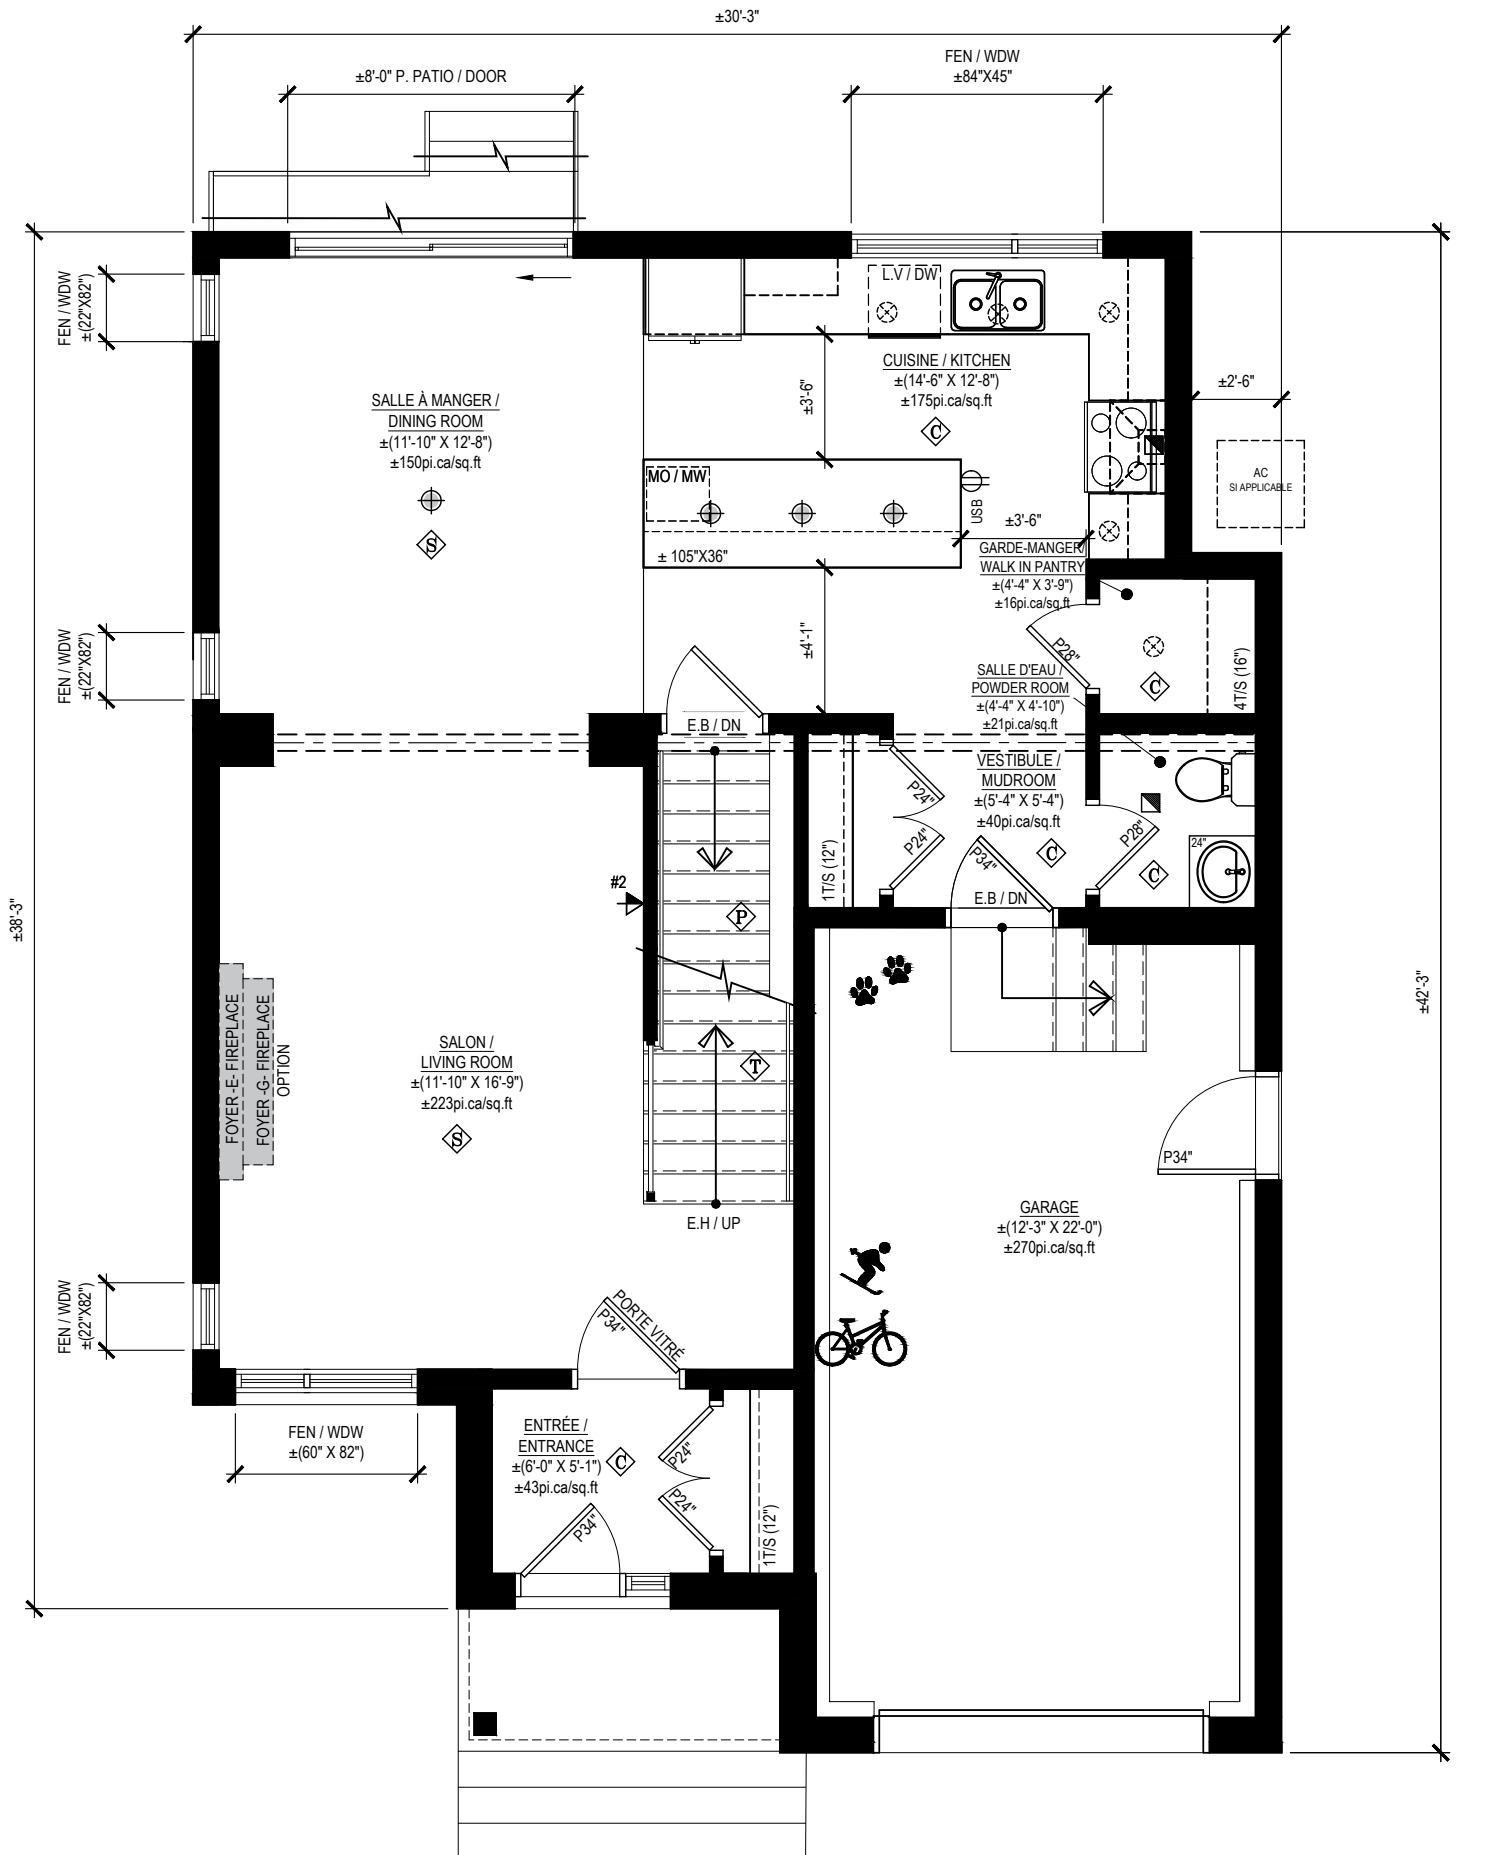 ±30'-3"
±8'-0" P. PATIO / DOOR
FEN / WDW
±84"X45"
FEN / WDW
±(22"X82")
L.V / DW
CUISINE / KITCHEN
±(14'-6" X 12'-8")
±175pi.ca/sq.ft
C
±3'-6"
±2'-6"
SALLE À MANGER /
DINING ROOM
±(11'-10" X 12'-8")
±150pi.ca/sq.ft
S
MO / MW
± 105"X36"
USB
±3'-6"
AC
SI APPLICABLE
GARDE-MANGER/
WALK IN PANTRY
±(4'-4" X 3'-9")
±16pi.ca/sq.ft
P28"
C
4T/S (16")
±4'-1"
FEN / WDW
±(22"X82")
SALLE D'EAU /
POWDER ROOM
±(4'-4" X 4'-10")
±21pi.ca/sq.ft
E.B / DN
VESTIBULE /
MUDROOM
±(5'-4" X 5'-4")
±40pi.ca/sq.ft
C
P24"
P24"
1T/S (12")
P34"
E.B / DN
P28"
C
24"
#2
P
±38'-3"
±42'-3"
FOYER -E- FIREPLACE
FOYER -G- FIREPLACE
OPTION
SALON /
LIVING ROOM
±(11'-10" X 16'-9")
±223pi.ca/sq.ft
S
T
E.H / UP
P34"
GARAGE
±(12'-3" X 22'-0")
±270pi.ca/sq.ft
FEN / WDW
±(22"X82")
PORTE VITRÉ
P34"
FEN / WDW
±(60" X 82")
ENTRÉE /
ENTRANCE
±(6'-0" X 5'-1")
±43pi.ca/sq.ft
C
P24"
P24"
P34"
1T/S (12")